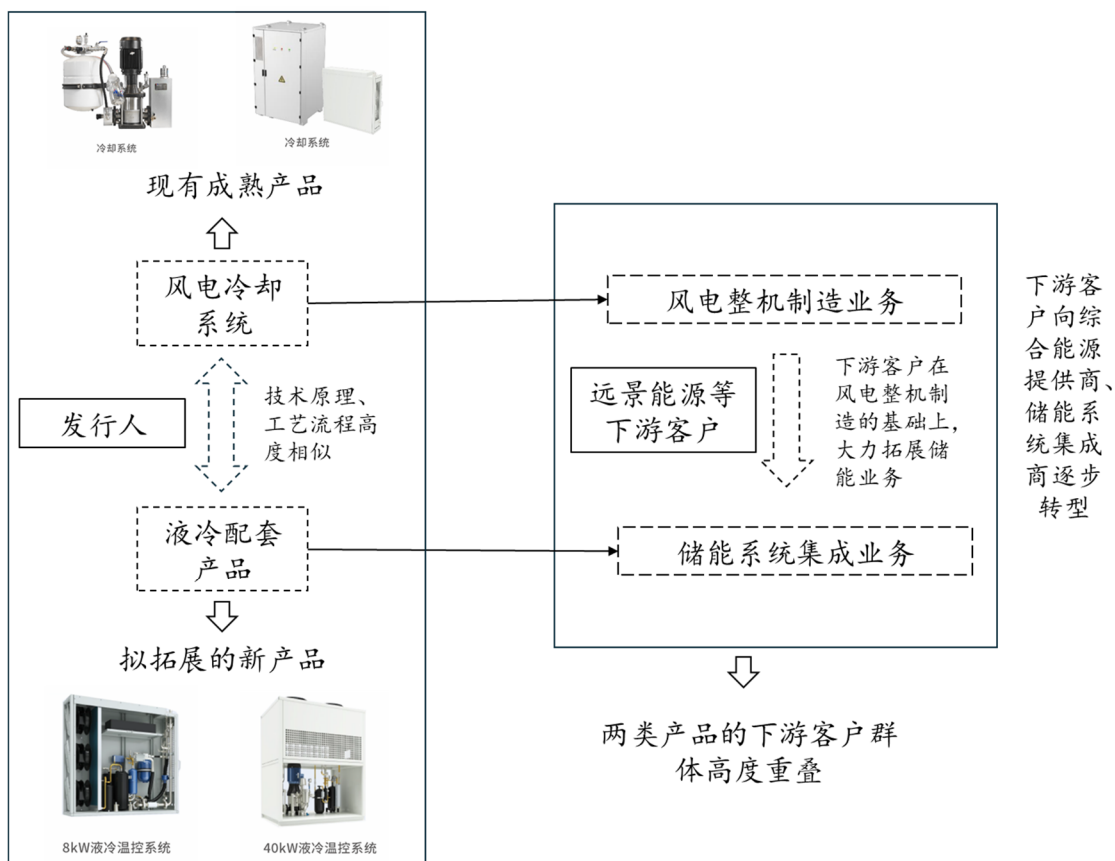 冷却系统
冷却系统
现有成熟产品
风电冷却
系统
发行人
技术原理、
工艺流程高
度相似
液冷配套
产品
拟拓展的新产品
8kW液冷温控系统
40kW液冷温控系统
风电整机制造业务
远景能源等
下游客户
下游客户在
风电整机制
造的基础上，
大力拓展储
能业务
储能系统集成业务
两类产品的下游客户群
体高度重叠
下游客
户向综
合能源
提供商、
储能系
统集成
商逐步
转型